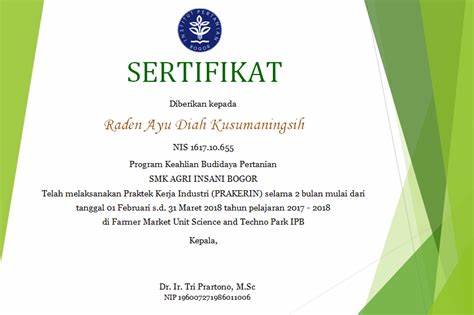 INSTITUT PERTANIAN
BOGOR
SERTIFIKAT
Diberikan kepada
Raden Ayu Diah Kusumaningsih
NIS 1617.10.655
Program Keahlian Budidaya Pertanian
SMK AGRI INSANI BOGOR
Telah melaksanakan Praktek Kerja Industri (PRAKERIN) selama 2 bulan mulai dari
tanggal 01 Februari s.d. 31 Maret 2018 tahun pelajaran 2017 - 2018
di Farmer Market Unit Science and Techno Park IPB
Kepala,
Dr. Ir. Tri Prartono, M.Sc
NIP 196007271986011006